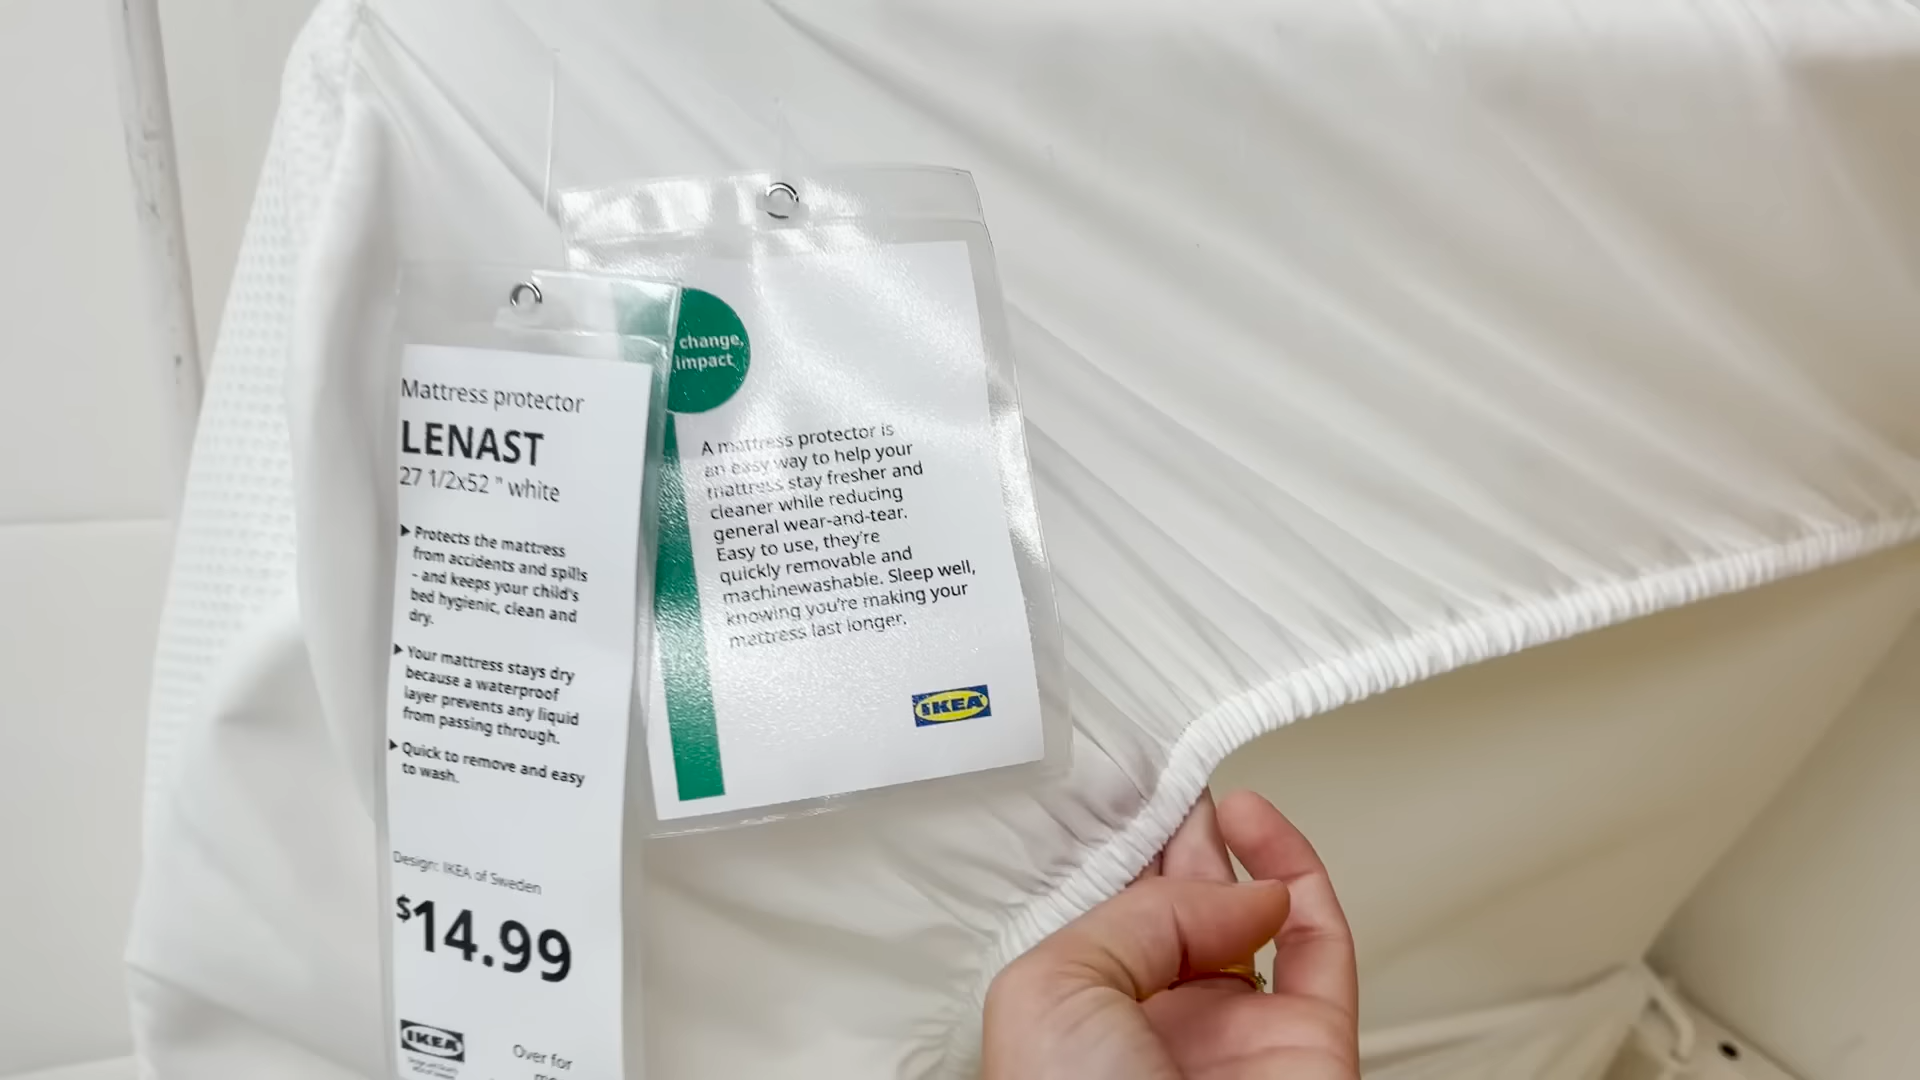 Mattress protector
LENAST
27 1/2x52 " white
▶ Protects the mattress
from accidents and spills
- and keeps your child's
bed hygienic, clean and
dry.
▶ Your mattress stays dry
because a waterproof
layer prevents any liquid
from passing through.
▶ Quick to remove and easy
to wash.
Design: IKEA of Sweden
$14.99
IKEA
Over for
change,
impact
A mattress protector is
an easy way to help your
mattress stay fresher and
cleaner while reducing
general wear-and-tear.
Easy to use, they're
quickly removable and
machinewashable. Sleep well,
knowing you're making your
mattress last longer.
IKEA